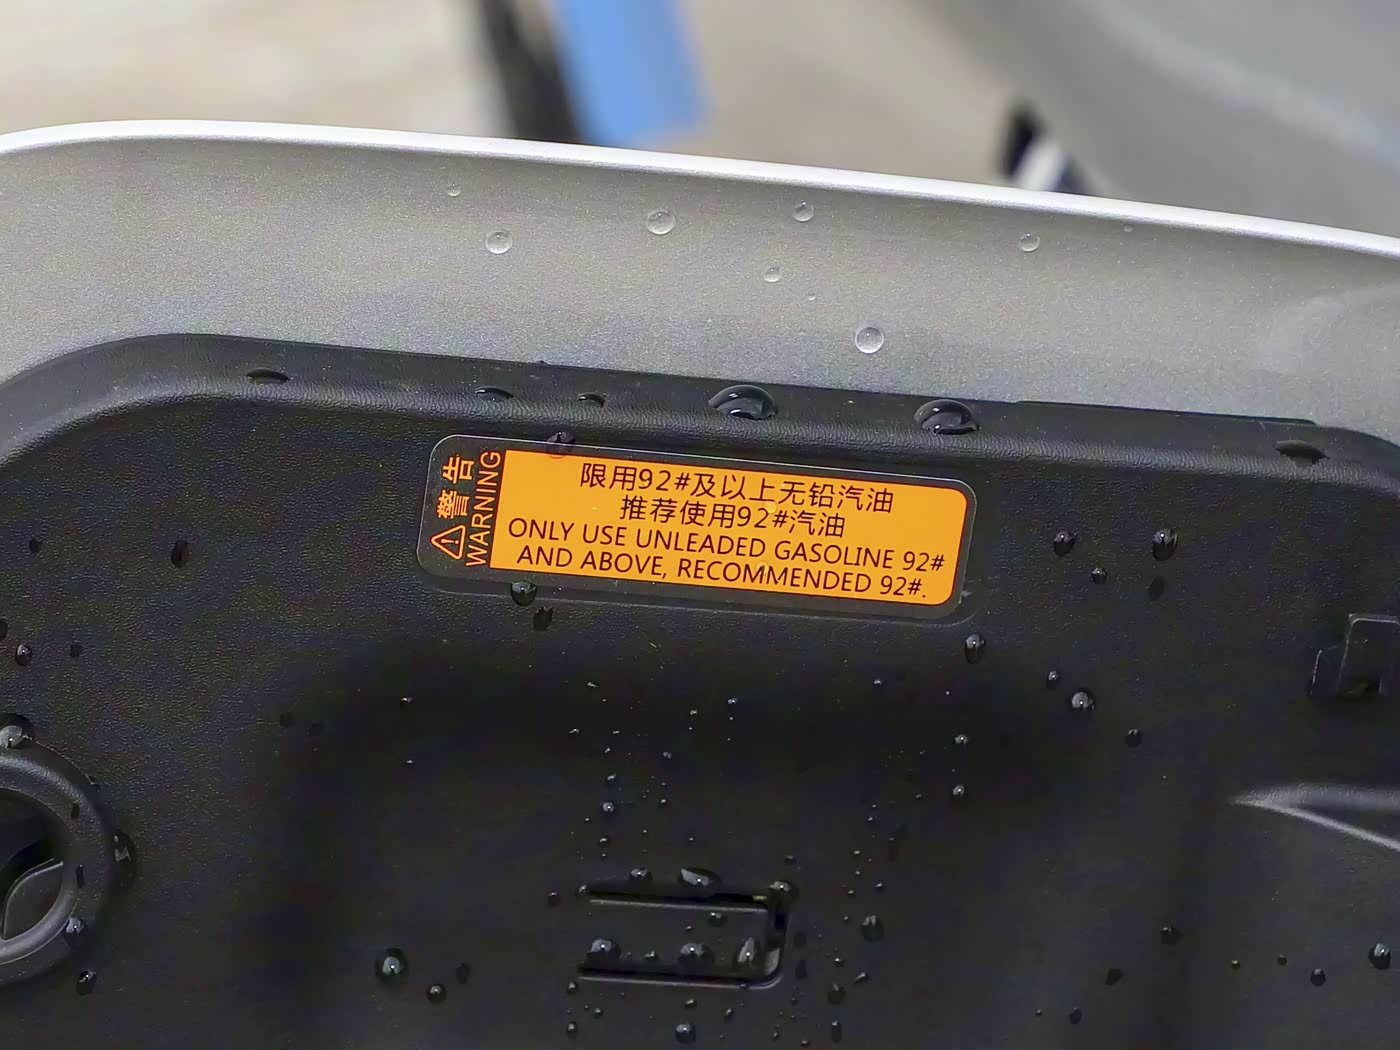 警告
WARNING
限用92#及以上无铅汽油
推荐使用92#汽油
ONLY USE UNLEADED GASOLINE 92#
AND ABOVE, RECOMMENDED 92#.